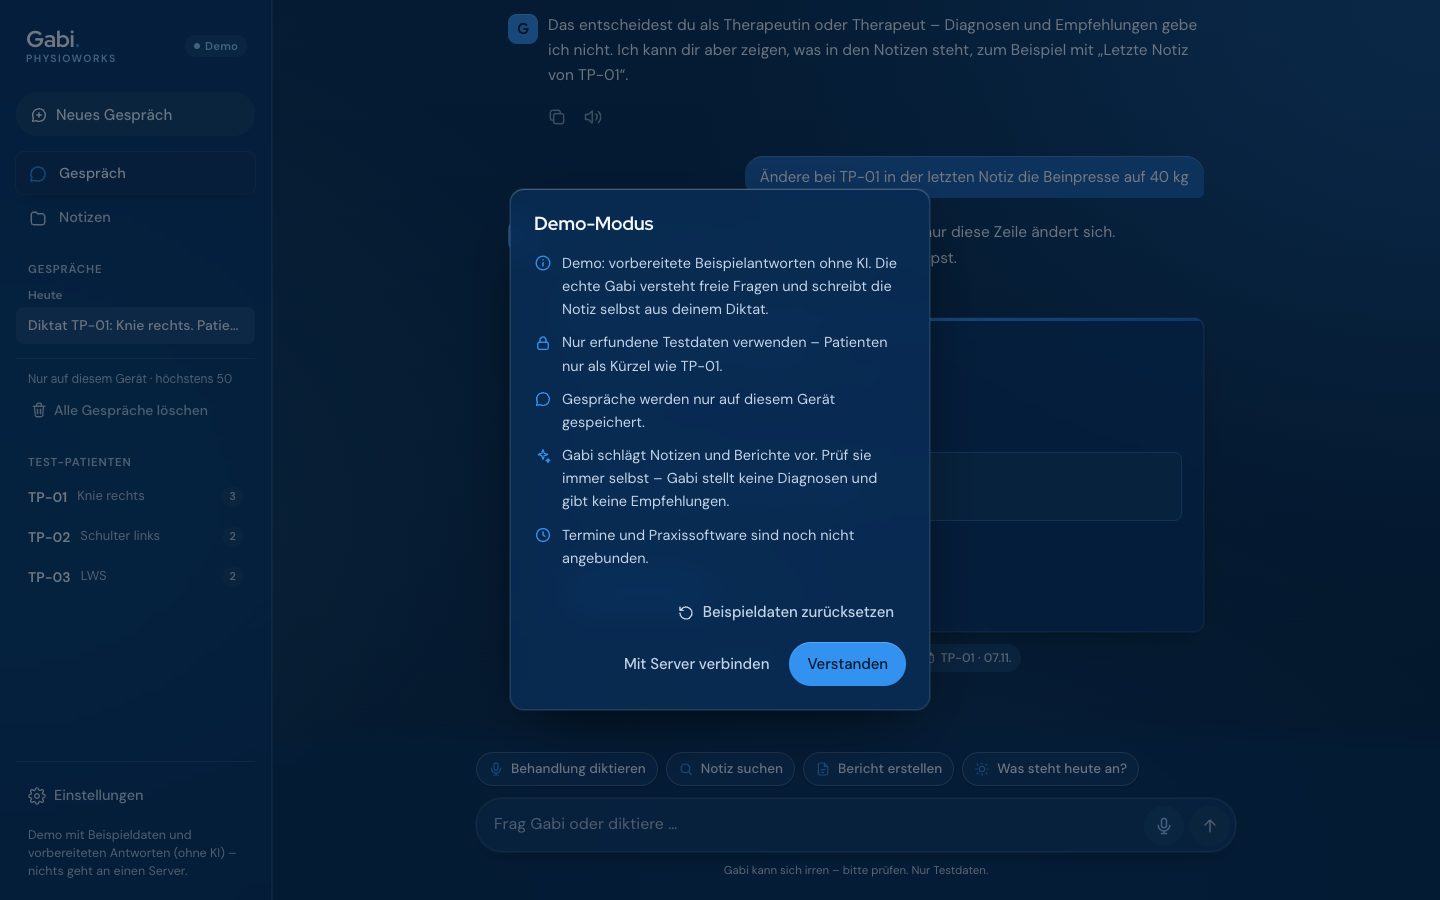 Gabi.
PHYSIOWORKS
Demo
Neues Gespräch
Gespräch
Notizen
GESPRÄCHE
Heute
Diktat TP-01: Knie rechts. Patie...
Nur auf diesem Gerät · höchstens 50
Alle Gespräche löschen
TEST-PATIENTEN
TP-01 Knie rechts 3
TP-02 Schulter links 2
TP-03 LWS 2
Einstellungen
Demo mit Beispieldaten und
vorbereiteten Antworten (ohne KI) –
nichts geht an einen Server.
G
Das entscheidest du als Therapeutin oder Therapeut – Diagnosen und Empfehlungen gebe
ich nicht. Ich kann dir aber zeigen, was in den Notizen steht, zum Beispiel mit „Letzte Notiz
von TP-01“.
Ändere bei TP-01 in der letzten Notiz die Beinpresse auf 40 kg
diese Zeile ändert sich.
Demo-Modus
Demo: vorbereitete Beispielantworten ohne KI. Die
echte Gabi versteht freie Fragen und schreibt die
Notiz selbst aus deinem Diktat.
Nur erfundene Testdaten verwenden – Patienten
nur als Kürzel wie TP-01.
Gespräche werden nur auf diesem Gerät
gespeichert.
Gabi schlägt Notizen und Berichte vor. Prüf sie
immer selbst – Gabi stellt keine Diagnosen und
gibt keine Empfehlungen.
Termine und Praxissoftware sind noch nicht
angebunden.
Beispieldaten zurücksetzen
Mit Server verbinden
Verstanden
TP-01 · 07.11.
Behandlung diktieren
Notiz suchen
Bericht erstellen
Was steht heute an?
Frag Gabi oder diktiere ...
Gabi kann sich irren – bitte prüfen. Nur Testdaten.